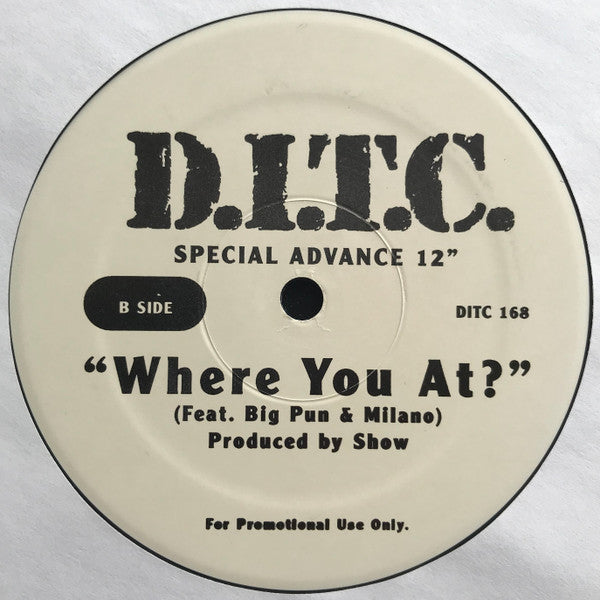 D.I.T.C.
SPECIAL ADVANCE 12”
B SIDE
DITC 168
“Where You At?”
(Feat. Big Pun & Milano)
Produced by Show
For Promotional Use Only.